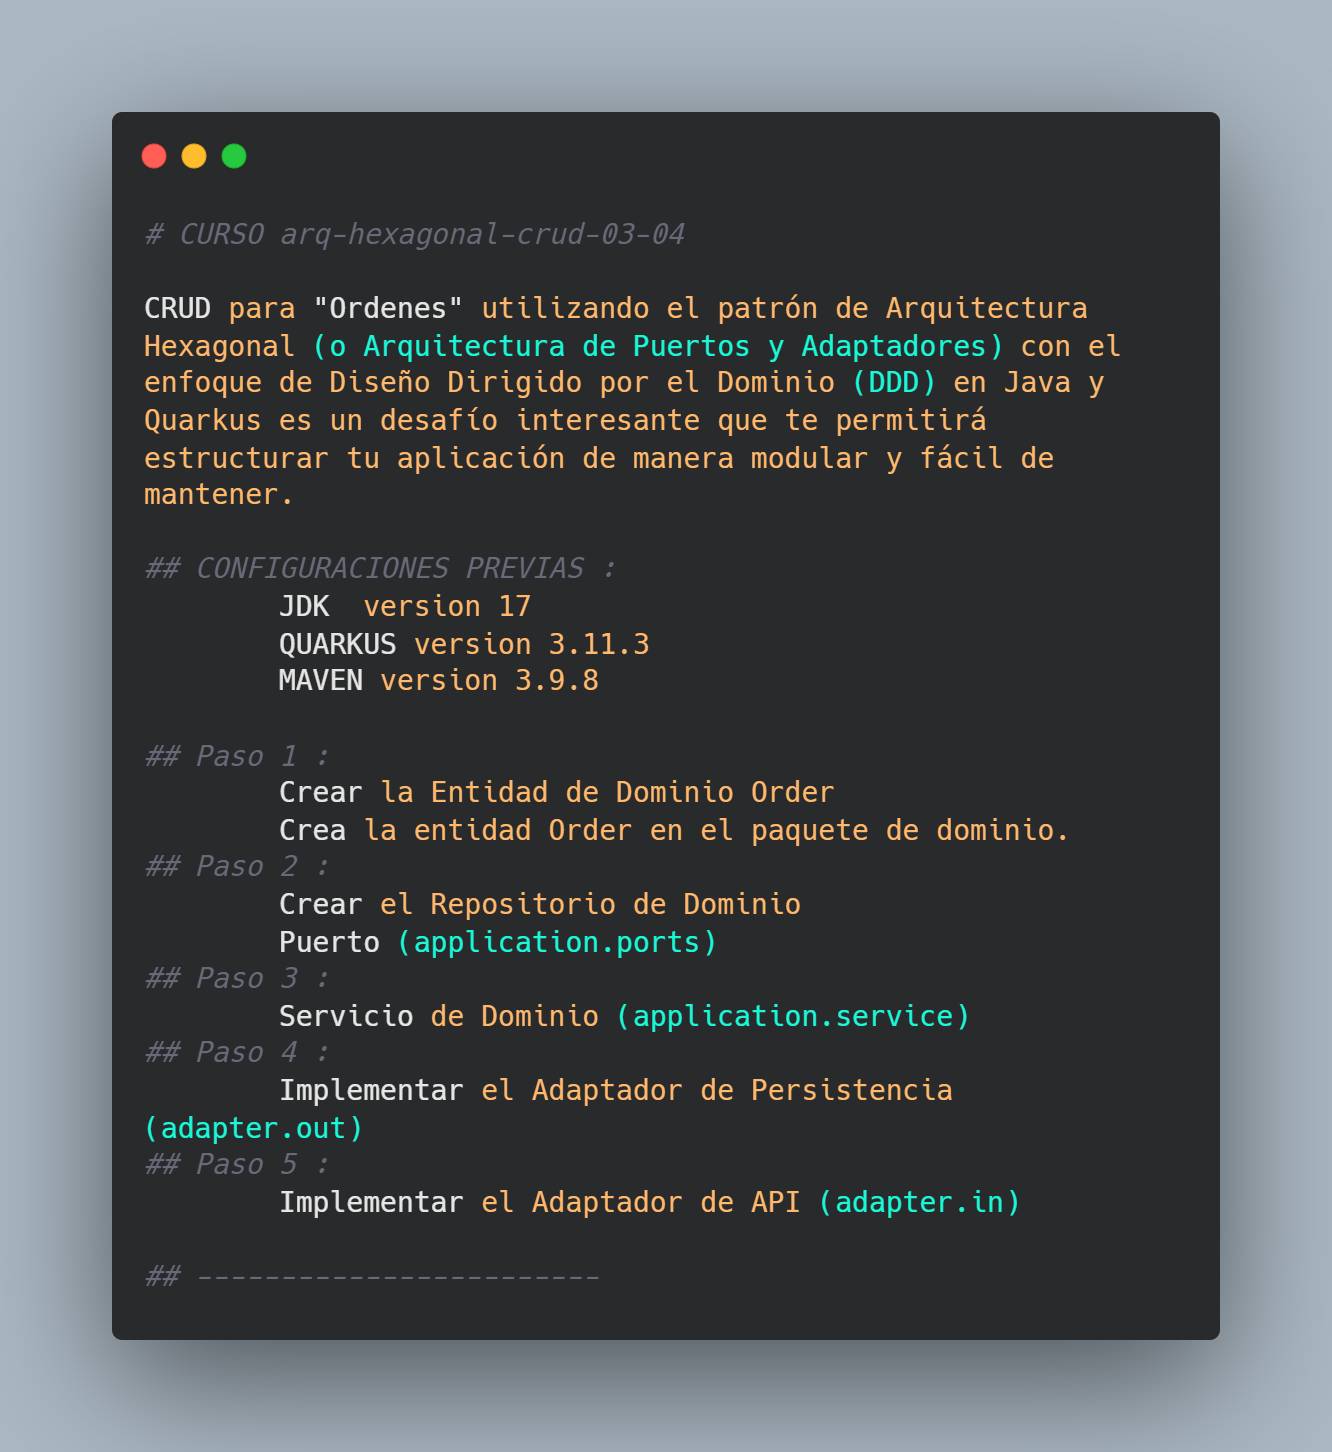 # CURSO arq-hexagonal-crud-03-04
CRUD para "Ordenes" utilizando el patrón de Arquitectura
Hexagonal (o Arquitectura de Puertos y Adaptadores) con el
enfoque de Diseño Dirigido por el Dominio (DDD) en Java y
Quarkus es un desafío interesante que te permitirá
estructurar tu aplicación de manera modular y fácil de
mantener.
## CONFIGURACIONES PREVIAS :
JDK  version 17
QUARKUS version 3.11.3
MAVEN version 3.9.8
## Paso 1 :
Crear la Entidad de Dominio Order
Crea la entidad Order en el paquete de dominio.
## Paso 2 :
Crear el Repositorio de Dominio
Puerto (application.ports)
## Paso 3 :
Servicio de Dominio (application.service)
## Paso 4 :
Implementar el Adaptador de Persistencia
(adapter.out)
## Paso 5 :
Implementar el Adaptador de API (adapter.in)
## ------------------------